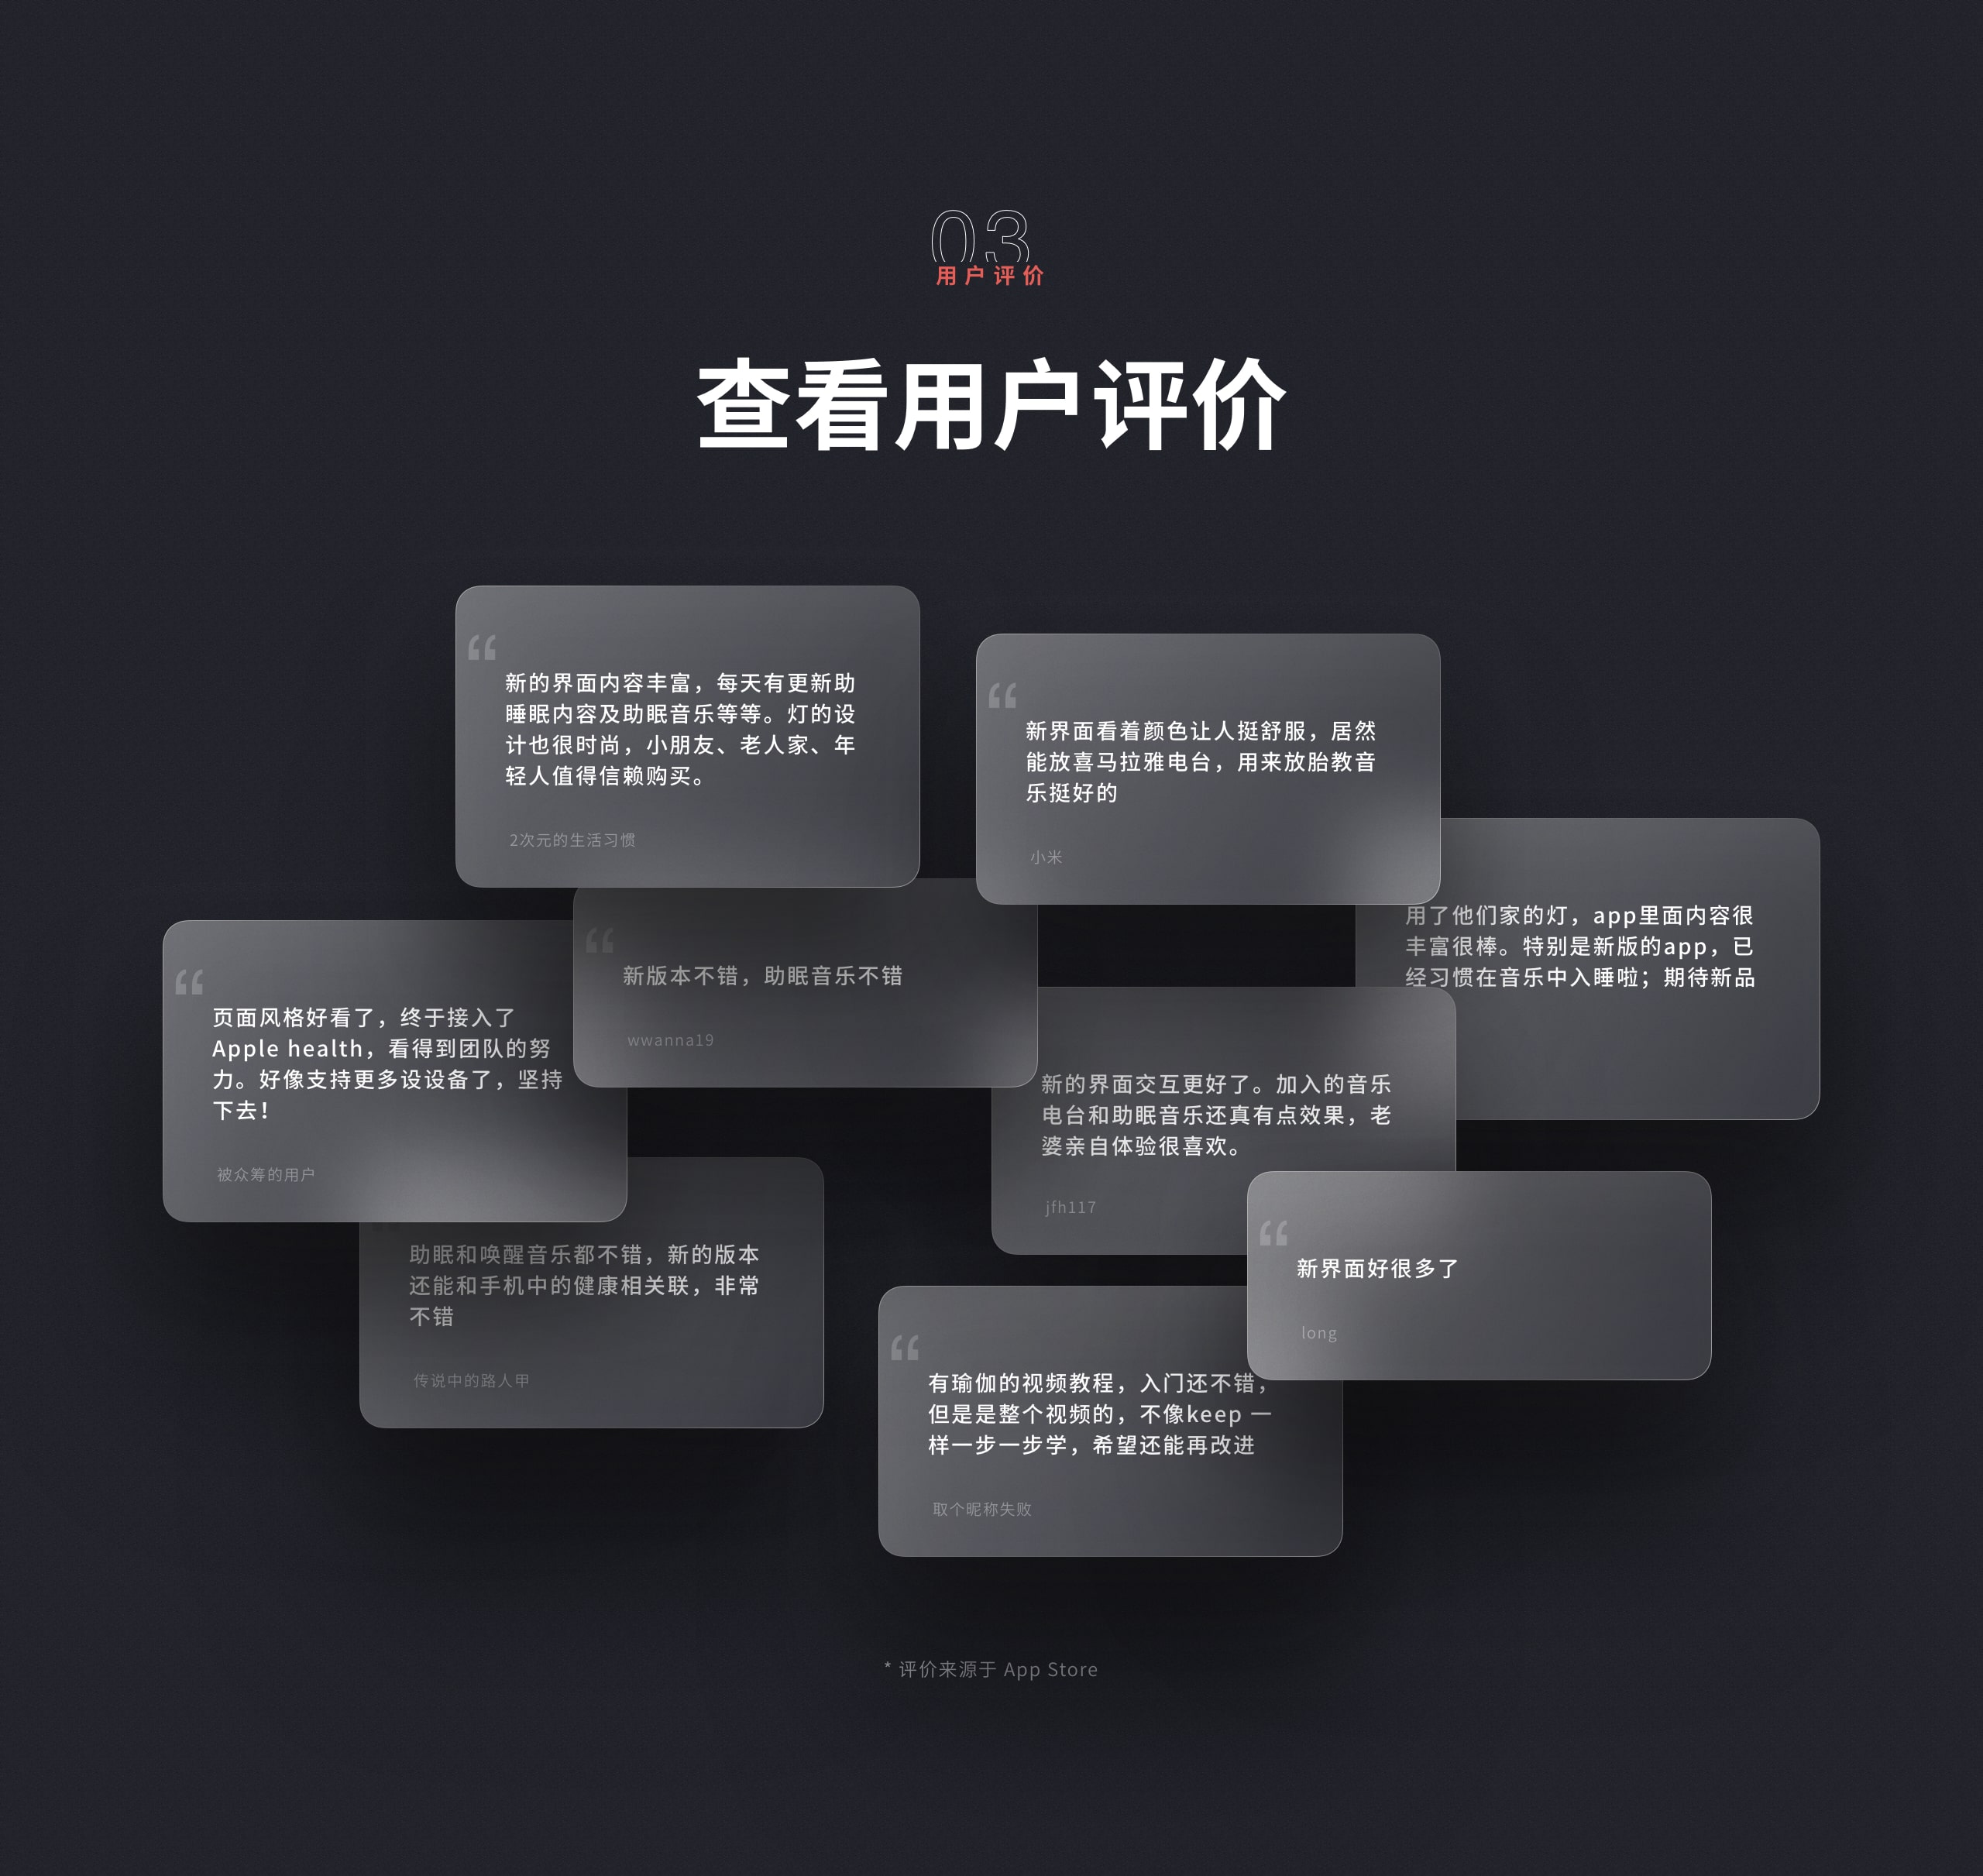 03
用户评价
查看用户评价
新的界面内容丰富，每天有更新助
睡眠内容及助眠音乐等等。灯的设
计也很时尚，小朋友、老人家、年
轻人值得信赖购买。
2次元的生活习惯
新界面看着颜色让人挺舒服，居然
能放喜马拉雅电台，用来放胎教音
乐挺好的
小米
用了他们家的灯，app里面内容很
丰富很棒。特别是新版的app，已
经习惯在音乐中入睡啦；期待新品
新版本不错，助眠音乐不错
wwanna19
页面风格好看了，终于接入了
Apple health，看得到团队的努
力。好像支持更多设设备了，坚持
下去！
被众筹的用户
新的界面交互更好了。加入的音乐
电台和助眠音乐还真有点效果，老
婆亲自体验很喜欢。
jfh117
助眠和唤醒音乐都不错，新的版本
还能和手机中的健康相关联，非常
不错
传说中的路人甲
新界面好很多了
long
有瑜伽的视频教程，入门还不错，
但是是整个视频的，不像keep 一
样一步一步学，希望还能再改进
取个昵称失败
* 评价来源于 App Store